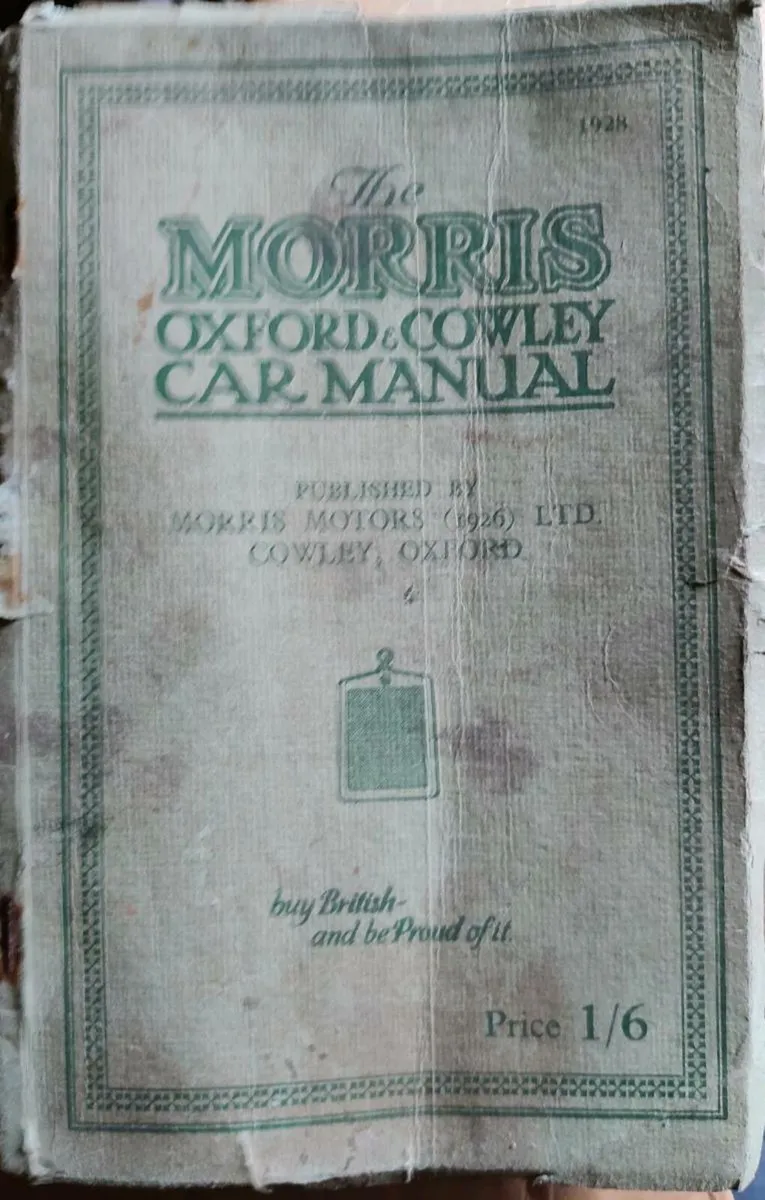 1928
The
MORRIS
OXFORD & COWLEY
CAR MANUAL
PUBLISHED BY
MORRIS MOTORS (1926) LTD.
COWLEY, OXFORD
buy British-
and be Proud of it.
Price 1/6